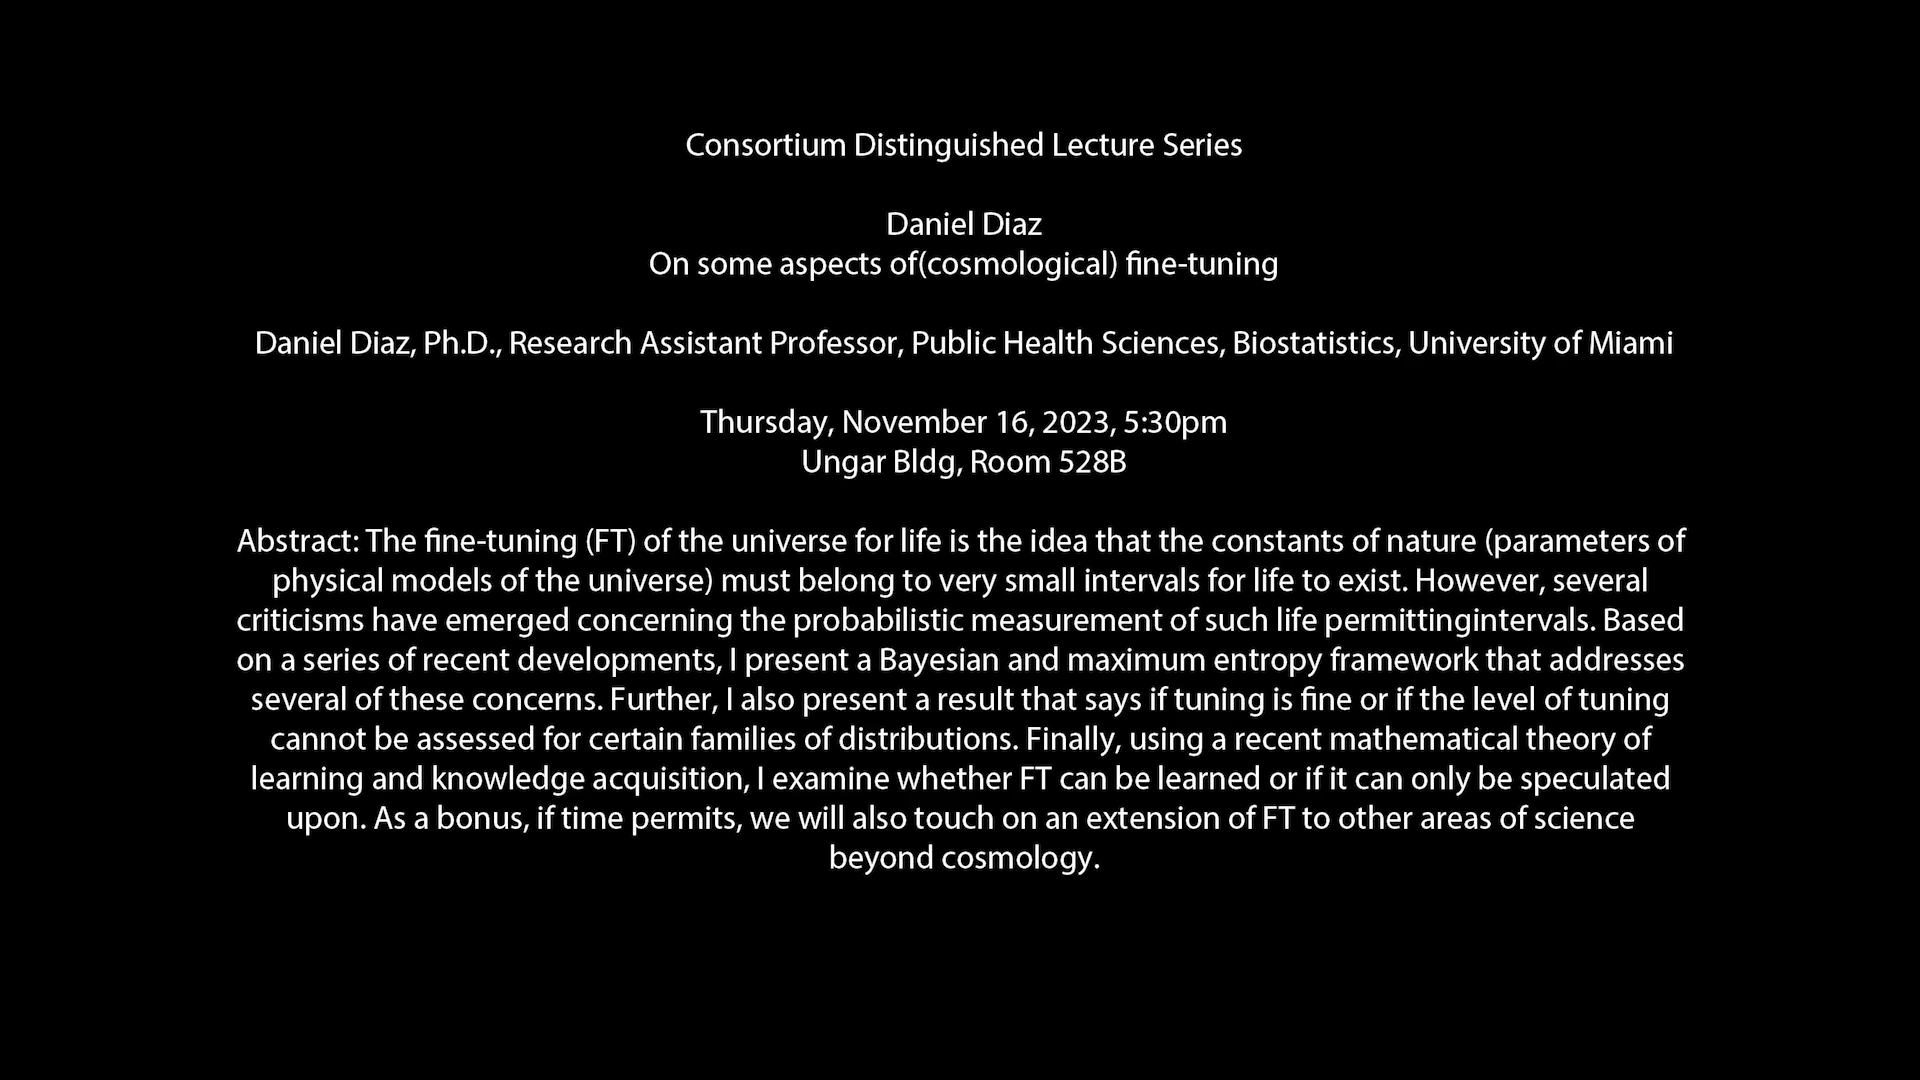 Consortium Distinguished Lecture Series
Daniel Diaz
On some aspects of(cosmological) fine-tuning
Daniel Diaz, Ph.D., Research Assistant Professor, Public Health Sciences, Biostatistics, University of Miami
Thursday, November 16, 2023, 5:30pm
Ungar Bldg, Room 528B
Abstract: The fine-tuning (FT) of the universe for life is the idea that the constants of nature (parameters of
physical models of the universe) must belong to very small intervals for life to exist. However, several
criticisms have emerged concerning the probabilistic measurement of such life permittingintervals. Based
on a series of recent developments, I present a Bayesian and maximum entropy framework that addresses
several of these concerns. Further, I also present a result that says if tuning is fine or if the level of tuning
cannot be assessed for certain families of distributions. Finally, using a recent mathematical theory of
learning and knowledge acquisition, I examine whether FT can be learned or if it can only be speculated
upon. As a bonus, if time permits, we will also touch on an extension of FT to other areas of science
beyond cosmology.